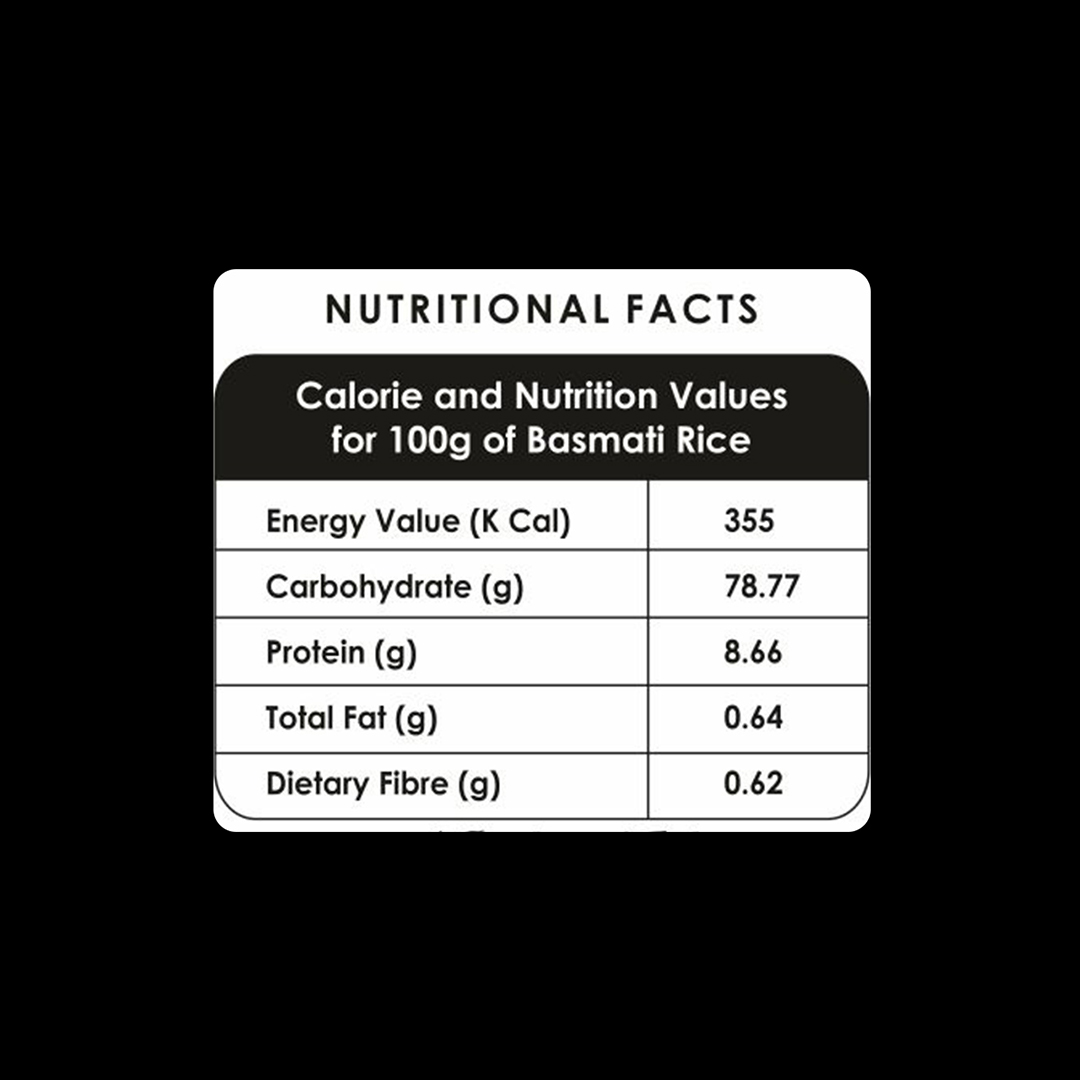 NUTRITIONAL FACTS
Calorie and Nutrition Values
for 100g of Basmati Rice
Energy Value (K Cal) 355
Carbohydrate (g) 78.77
Protein (g) 8.66
Total Fat (g) 0.64
Dietary Fibre (g) 0.62